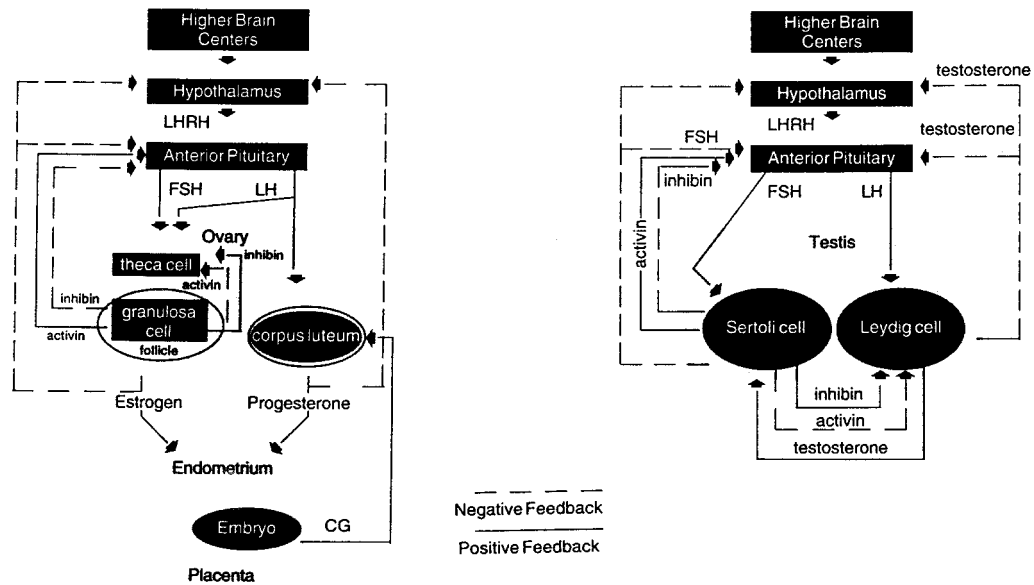 Higher Brain
Centers
Hypothalamus
LHRH
Anterior Pituitary
FSH
LH
Ovary
inhibin
theca cell
activin
inhibin
granulosa
cell
activin
follicle
corpus luteum
Estrogen
Progesterone
Endometrium
Embryo
CG
Placenta
Higher Brain
Centers
testosterone
Hypothalamus
LHRH
FSH
testosterone
Anterior Pituitary
inhibin
FSH
LH
activin
Testis
Sertoli cell
Leydig cell
inhibin
activin
testosterone
Negative Feedback
Positive Feedback